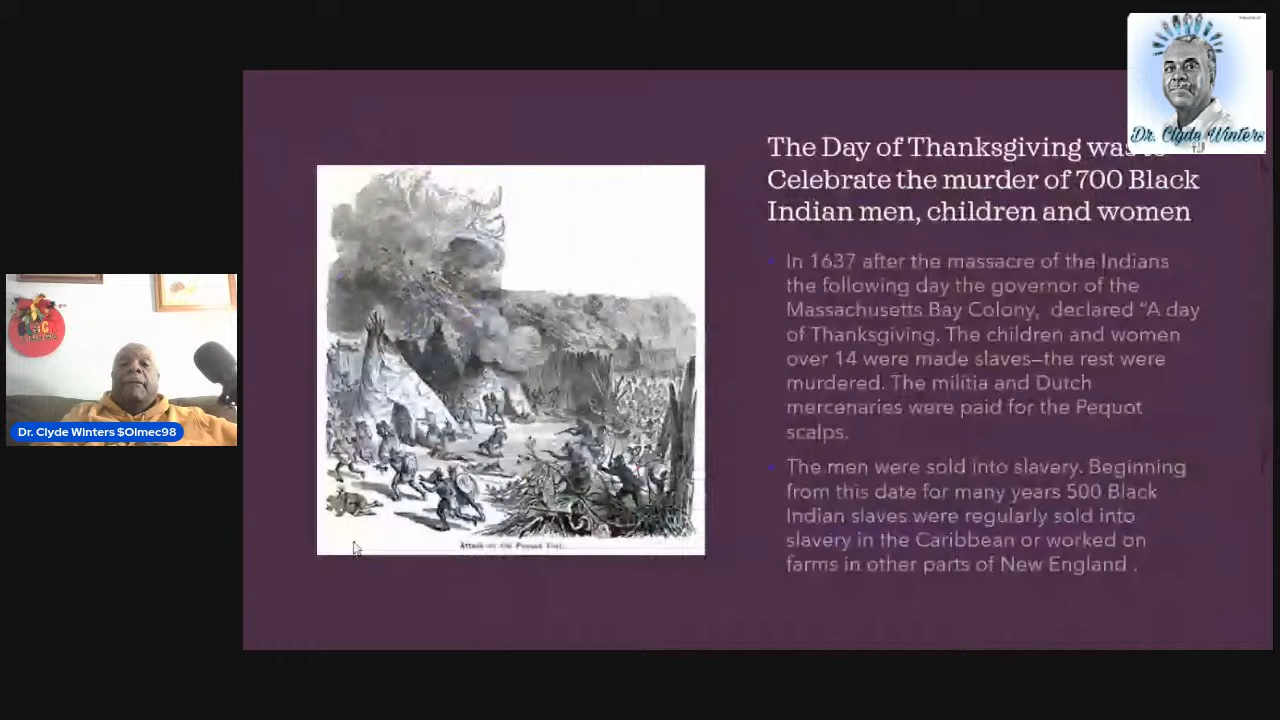 Dr. Clyde Winters
The Day of Thanksgiving was to
Celebrate the murder of 700 Black
Indian men, children and women
In 1637 after the massacre of the Indians
the following day the governor of the
Massachusetts Bay Colony, declared “A day
of Thanksgiving. The children and women
over 14 were made slaves—the rest were
murdered. The militia and Dutch
mercenaries were paid for the Pequot
scalps.
The men were sold into slavery. Beginning
from this date for many years 500 Black
Indian slaves were regularly sold into
slavery in the Caribbean or worked on
farms in other parts of New England .
Attack on the Pequot Fort.
Dr. Clyde Winters $Olmec98